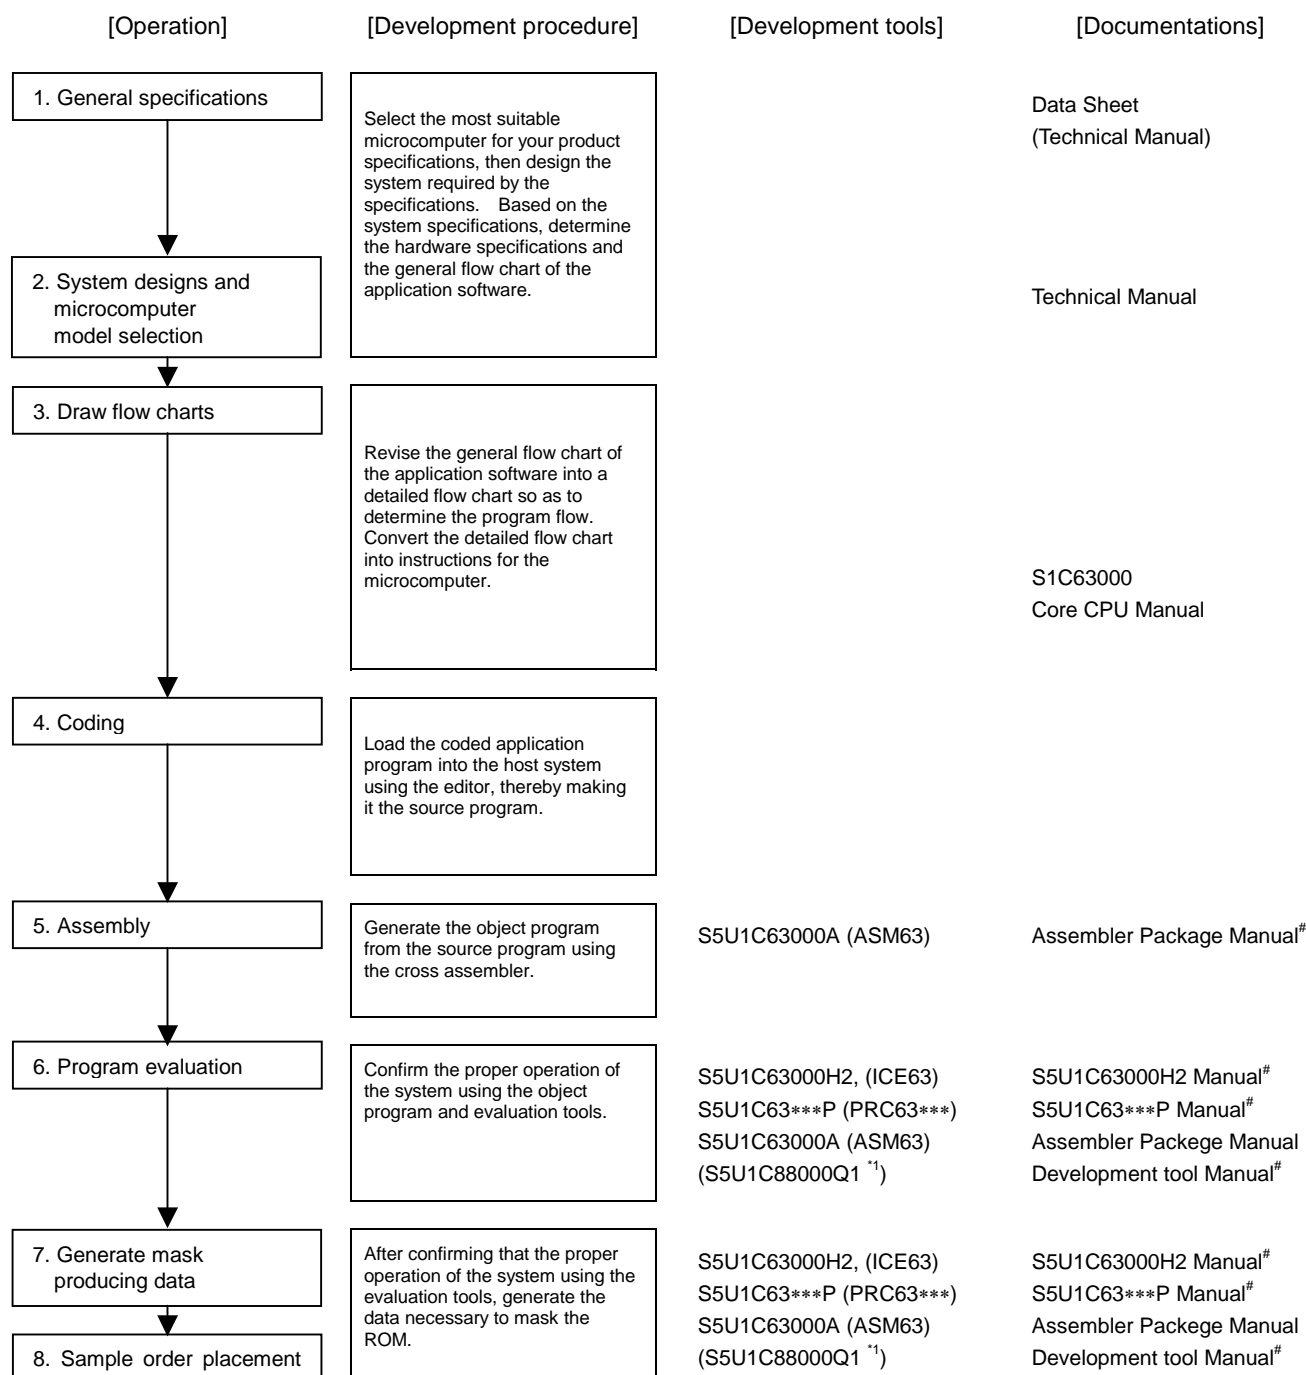 [Operation]
[Development procedure]
[Development tools]
[Documentations]
1. General specifications
Select the most suitable
microcomputer for your product
specifications, then design the
system required by the
specifications. Based on the
system specifications, determine
the hardware specifications and
the general flow chart of the
application software.
Data Sheet
(Technical Manual)
2. System designs and
microcomputer
model selection
Technical Manual
3. Draw flow charts
Revise the general flow chart of
the application software into a
detailed flow chart so as to
determine the program flow.
Convert the detailed flow chart
into instructions for the
microcomputer.
S1C63000
Core CPU Manual
4. Coding
Load the coded application
program into the host system
using the editor, thereby making
it the source program.
5. Assembly
Generate the object program
from the source program using
the cross assembler.
S5U1C63000A (ASM63)
Assembler Package Manual#
6. Program evaluation
Confirm the proper operation of
the system using the object
program and evaluation tools.
S5U1C63000H2, (ICE63)
S5U1C63∗∗∗P (PRC63∗∗∗)
S5U1C63000A (ASM63)
(S5U1C88000Q1 *1)
S5U1C63000H2 Manual#
S5U1C63∗∗∗P Manual#
Assembler Packege Manual
Development tool Manual#
7. Generate mask
producing data
After confirming that the proper
operation of the system using the
evaluation tools, generate the
data necessary to mask the
ROM.
S5U1C63000H2, (ICE63)
S5U1C63∗∗∗P (PRC63∗∗∗)
S5U1C63000A (ASM63)
(S5U1C88000Q1 *1)
S5U1C63000H2 Manual#
S5U1C63∗∗∗P Manual#
Assembler Packege Manual
Development tool Manual#
8. Sample order placement